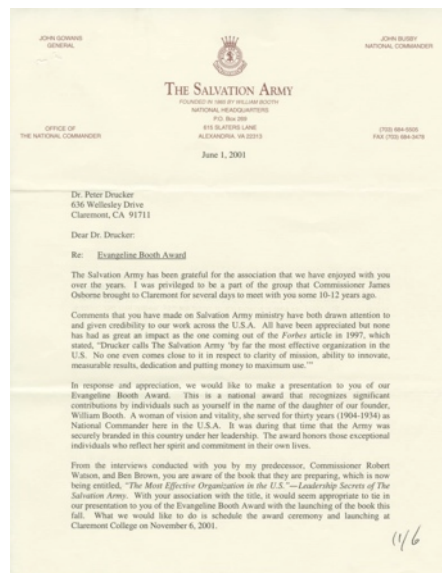 JOHN GOWANS
GENERAL
JOHN BUSBY
NATIONAL COMMANDER
THE SALVATION ARMY
FOUNDED IN 1865 BY WILLIAM BOOTH
NATIONAL HEADQUARTERS
P.O. Box 269
615 SLATERS LANE
ALEXANDRIA, VA 22313
OFFICE OF
THE NATIONAL COMMANDER
(703) 684-5505
FAX (703) 684-3478
June 1, 2001
Dr. Peter Drucker
636 Wellesley Drive
Claremont, CA 91711
Dear Dr. Drucker:
Re: Evangeline Booth Award
The Salvation Army has been grateful for the association that we have enjoyed with you
over the years. I was privileged to be a part of the group that Commissioner James
Osborne brought to Claremont for several days to meet with you some 10-12 years ago.
Comments that you have made on Salvation Army ministry have both drawn attention to
and given credibility to our work across the U.S.A. All have been appreciated but none
has had as great an impact as the one coming out of the Forbes article in 1997, which
stated, "Drucker calls The Salvation Army 'by far the most effective organization in the
U.S. No one even comes close to it in respect to clarity of mission, ability to innovate,
measurable results, dedication and putting money to maximum use.'"
In response and appreciation, we would like to make a presentation to you of our
Evangeline Booth Award. This is a national award that recognizes significant
contributions by individuals such as yourself in the name of the daughter of our founder,
William Booth. A woman of vision and vitality, she served for thirty years (1904-1934) as
National Commander here in the U.S.A. It was during that time that the Army was
securely branded in this country under her leadership. The award honors those exceptional
individuals who reflect her spirit and commitment in their own lives.
From the interviews conducted with you by my predecessor, Commissioner Robert
Watson, and Ben Brown, you are aware of the book that they are preparing, which is now
being entitled, "The Most Effective Organization in the U.S."—Leadership Secrets of The
Salvation Army. With your association with the title, it would seem appropriate to tie in
our presentation to you of the Evangeline Booth Award with the launching of the book this
fall. What we would like to do is schedule the award ceremony and launching at
Claremont College on November 6, 2001.
11/6